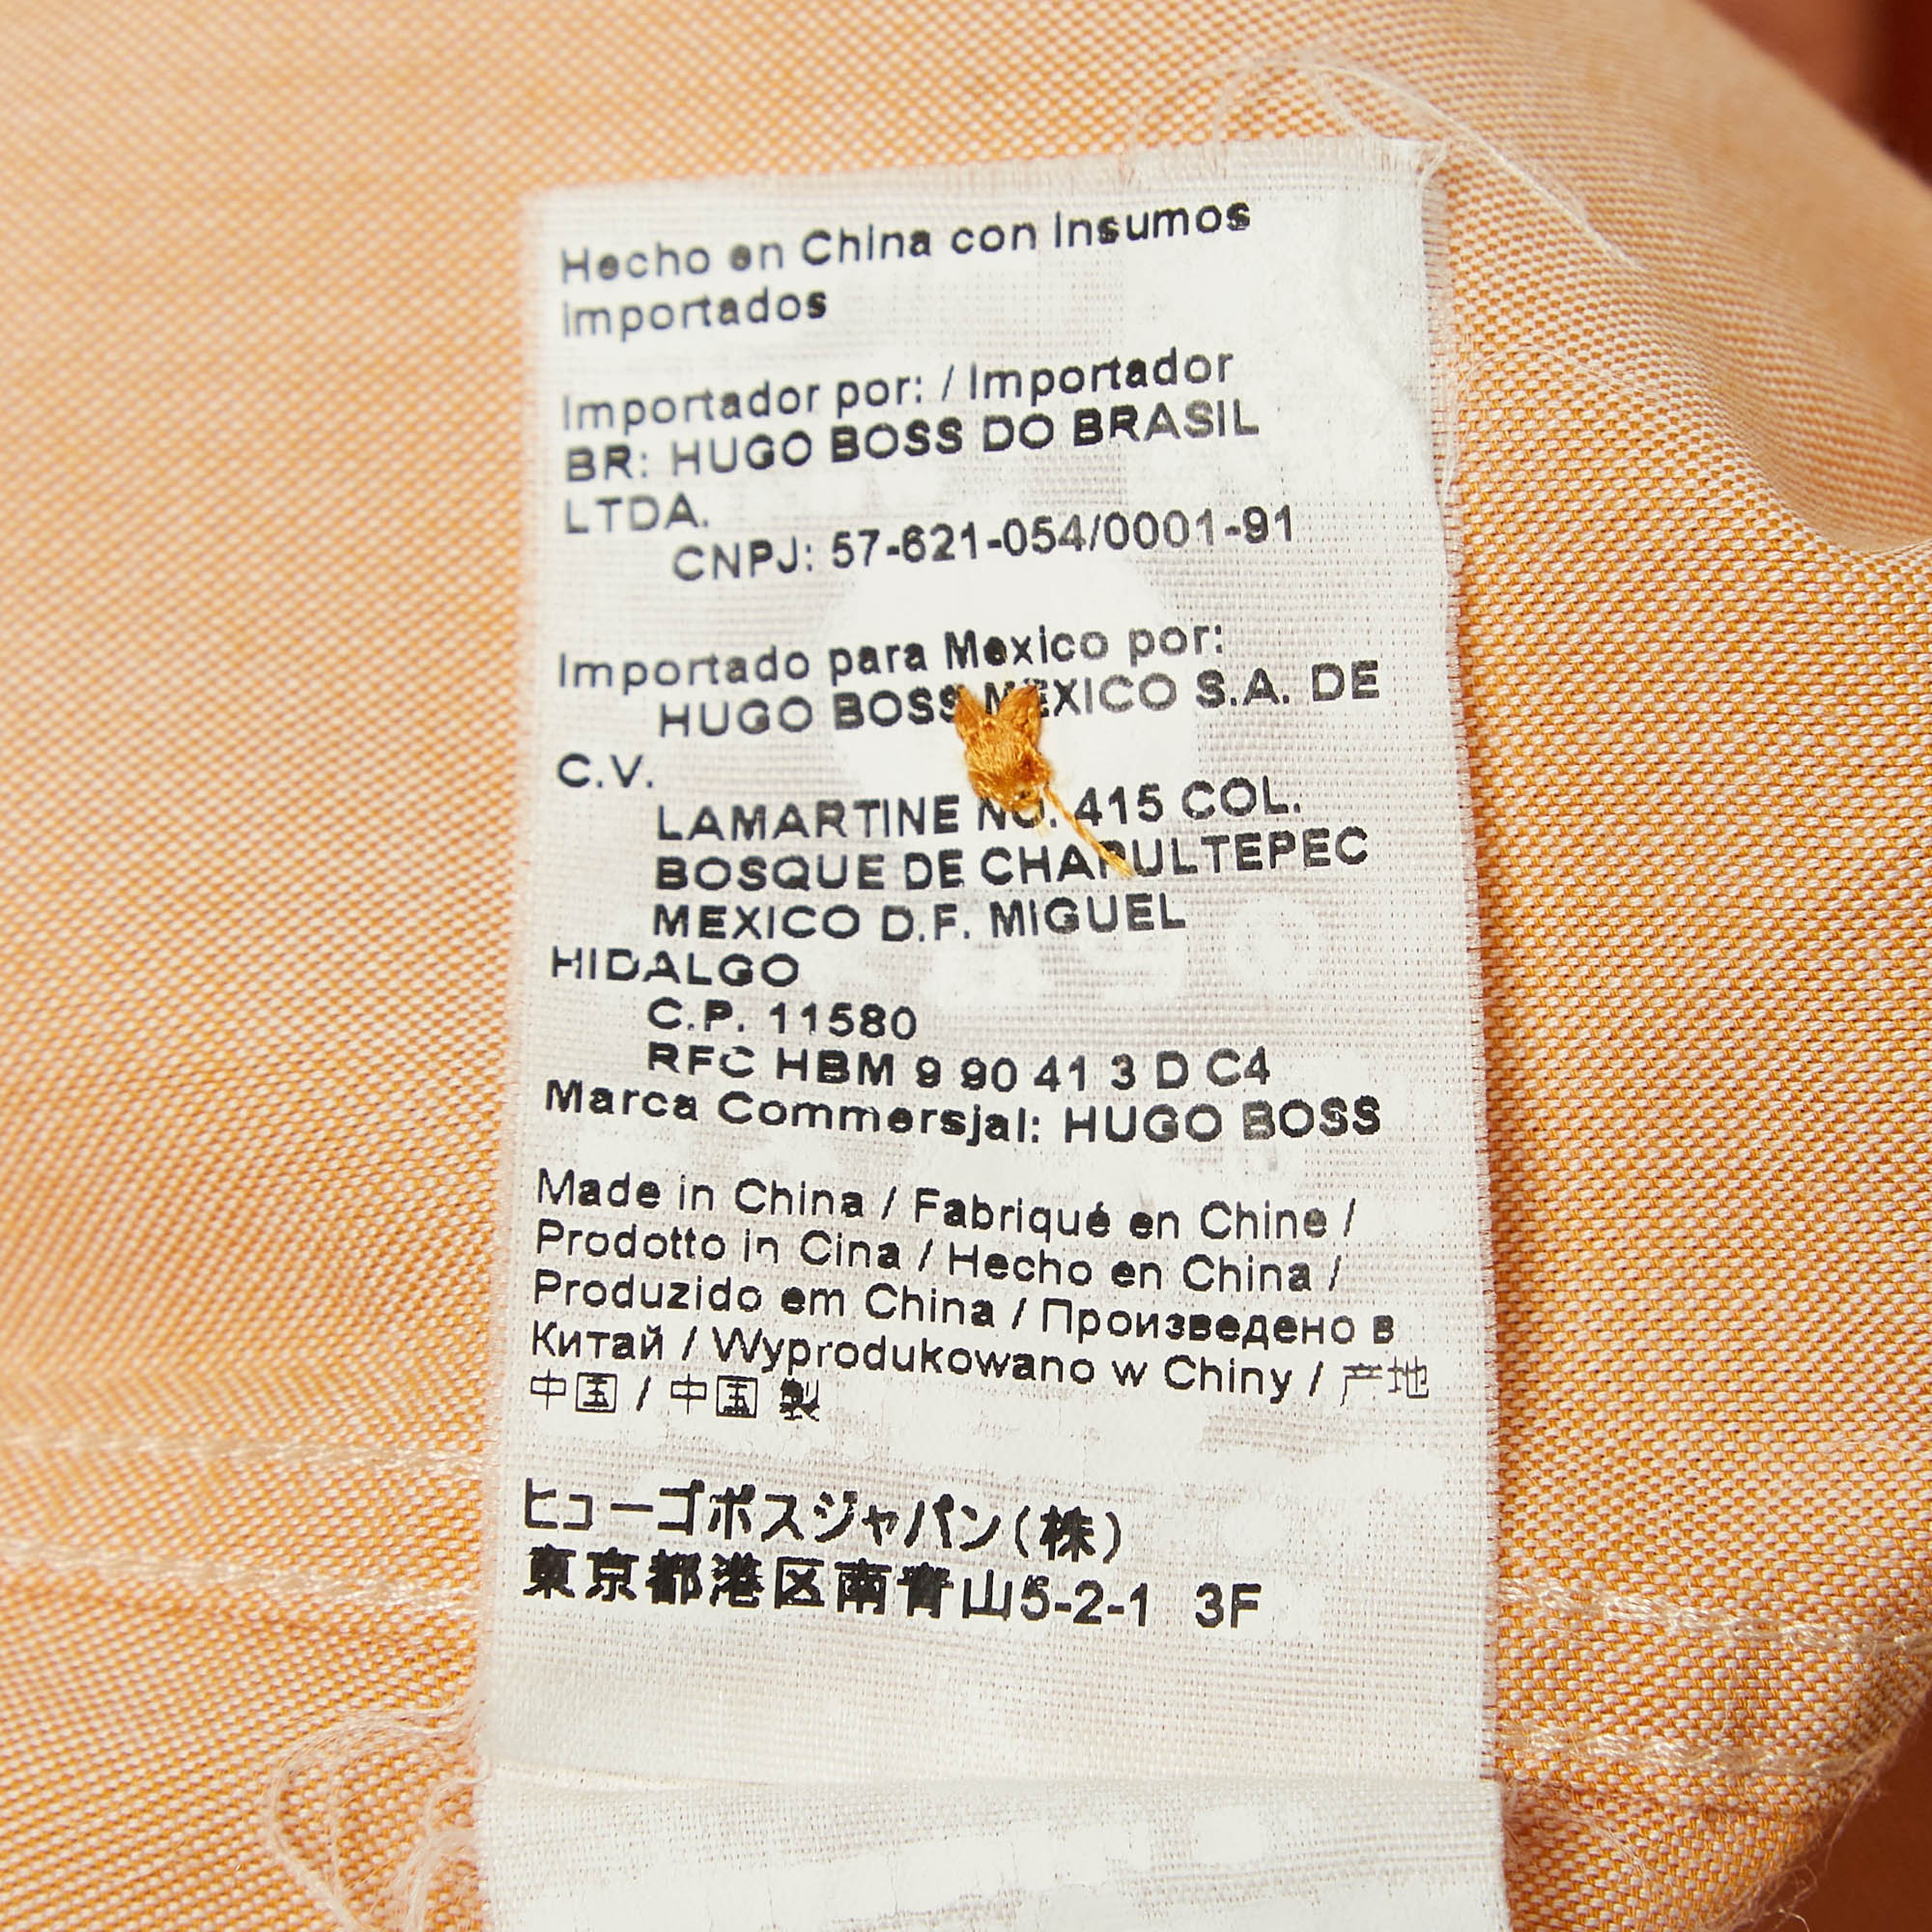 Hecho en China con insumos
importados
Importador por: / Importador
BR: HUGO BOSS DO BRASIL
LTDA.
CNPJ: 57-621-054/0001-91
Importado para Mexico por:
HUGO BOSS MEXICO S.A. DE
C.V.
LAMARTINE NO. 415 COL.
BOSQUE DE CHAPULTEPEC
MEXICO D.F. MIGUEL
HIDALGO
C.P. 11580
RFC HBM 9 90 41 3 D C4
Marca Commersjal: HUGO BOSS
Made in China / Fabriqué en Chine /
Prodotto in Cina / Hecho en China /
Produzido em China / Произведено в
Китай / Wyprodukowano w Chiny / 产地
中国 / 中国 製
ヒューゴボスジャパン(株)
東京都港区南青山5-2-1 3F